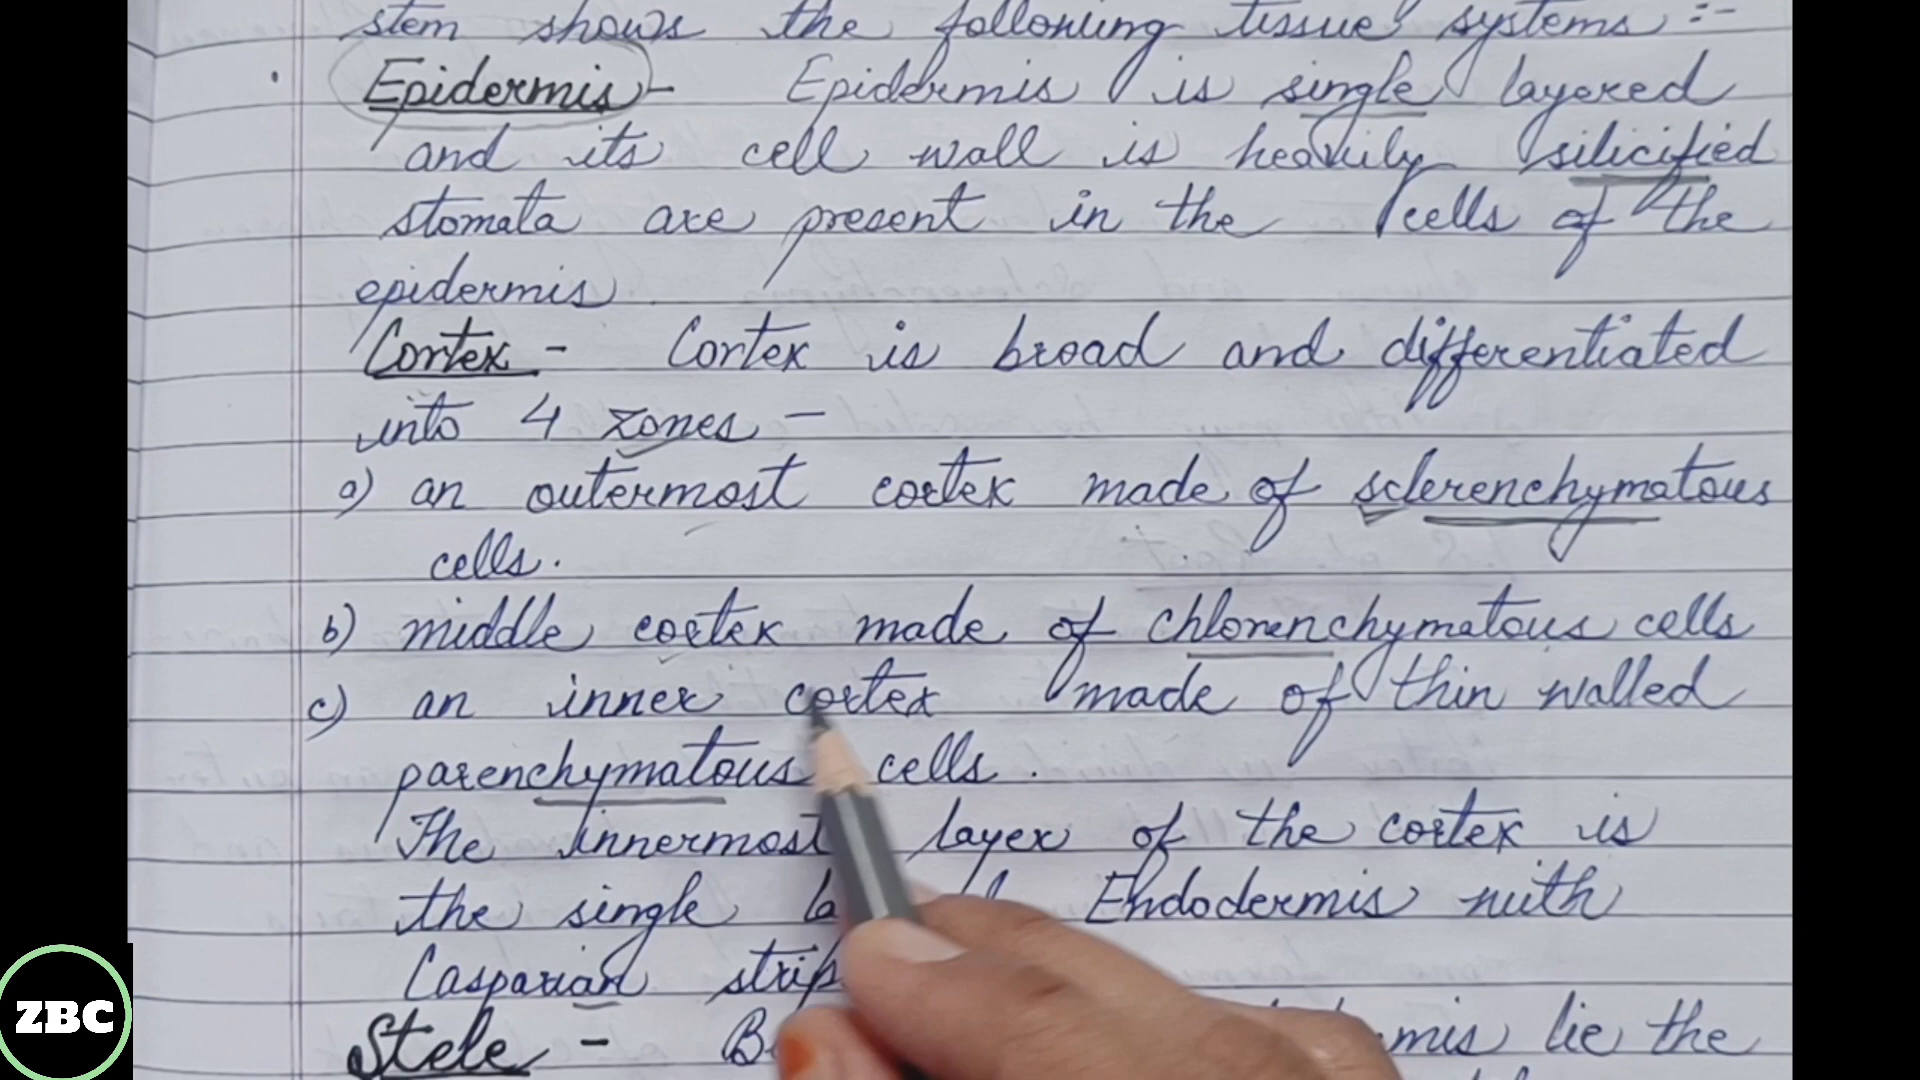 stem shows the following tissue systems :-
Epidermis - Epidermis is single layered
and its cell wall is heavily silicified
stomata are present in the cells of the
epidermis
Cortex - Cortex is broad and differentiated
into 4 zones -
a) an outermost cortex made of sclerenchymatous
cells.
b) middle cortex made of chlorenchymatous cells
c) an inner cortex made of thin walled
parenchymatous cells.
The innermost layer of the cortex is
the single Endodermis with
Casparian strip
Stele - lie the
ZBC